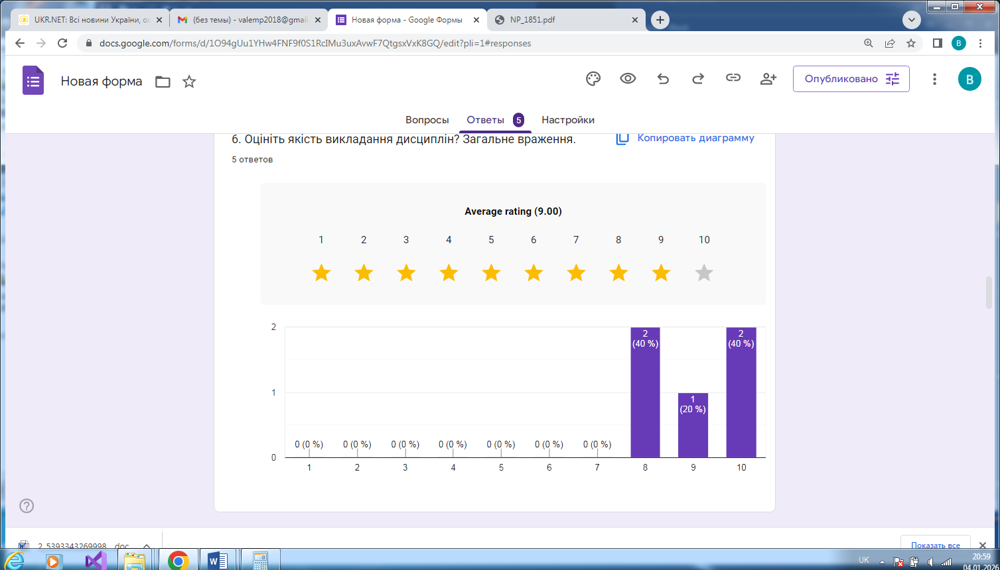 UKR.NET: Всі новини України, ос
(без темы) - valemp2018@gmail.
Новая форма - Google Формы
NP_1851.pdf
docs.google.com/forms/d/1O94gUu1YHw4FNF9f0S1RcIMu3uxAvwF7QtgsxVxK8GQ/edit?pli=1#responses
B
Новая форма
Опубликовано
B
Вопросы
Ответы 5
Настройки
6. Оцініть якість викладання дисциплін? Загальне враження.
Копировать диаграмму
5 ответов
Average rating (9.00)
1 2 3 4 5 6 7 8 9 10
2
2 (40 %)
2 (40 %)
1
1 (20 %)
0 (0 %) 0 (0 %) 0 (0 %) 0 (0 %) 0 (0 %) 0 (0 %) 0 (0 %)
0
1 2 3 4 5 6 7 8 9 10
2_5393343269998....doc
Показать все
UK
20:59
04.01.2026